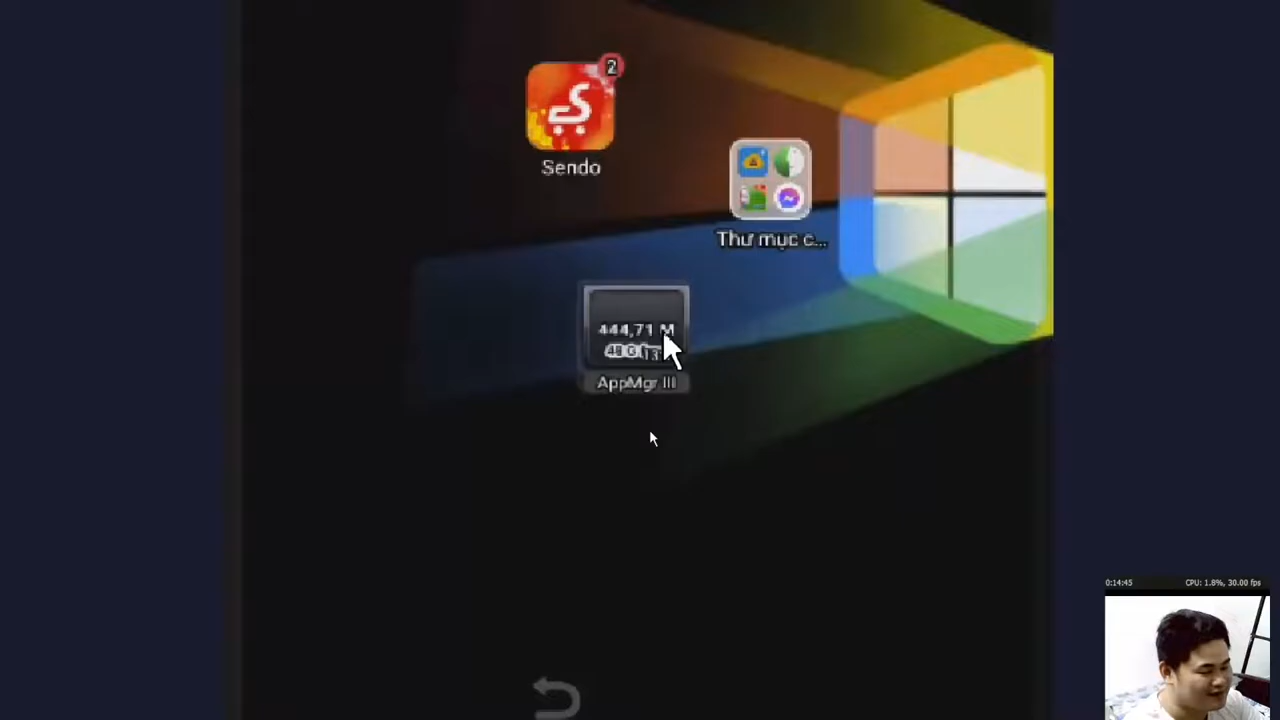 2
Sendo
Thư mục c...
444,71 M
AppMgr III
0:14:45
CPU: 1.8%, 30.00 fps